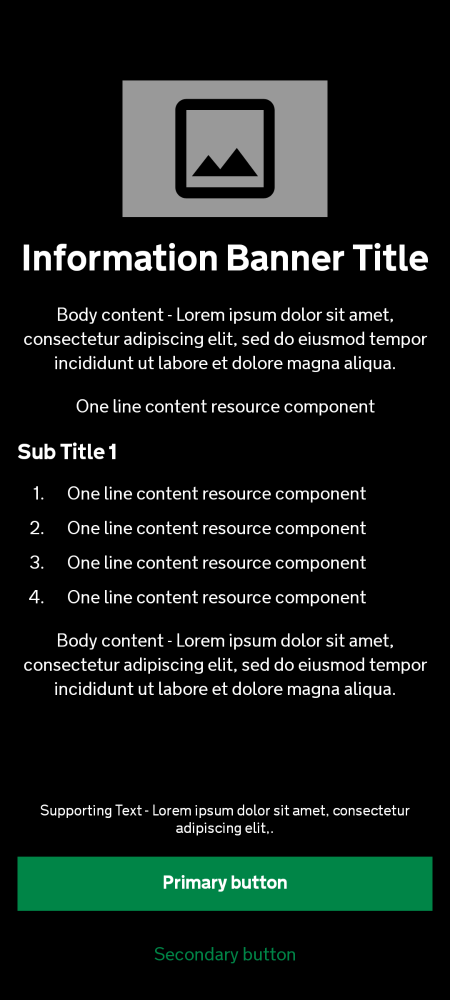 Information Banner Title
Body content - Lorem ipsum dolor sit amet,
consectetur adipiscing elit, sed do eiusmod tempor
incididunt ut labore et dolore magna aliqua.
One line content resource component
Sub Title 1
1. One line content resource component
2. One line content resource component
3. One line content resource component
4. One line content resource component
Body content - Lorem ipsum dolor sit amet,
consectetur adipiscing elit, sed do eiusmod tempor
incididunt ut labore et dolore magna aliqua.
Supporting Text - Lorem ipsum dolor sit amet, consectetur
adipiscing elit,.
Primary button
Secondary button